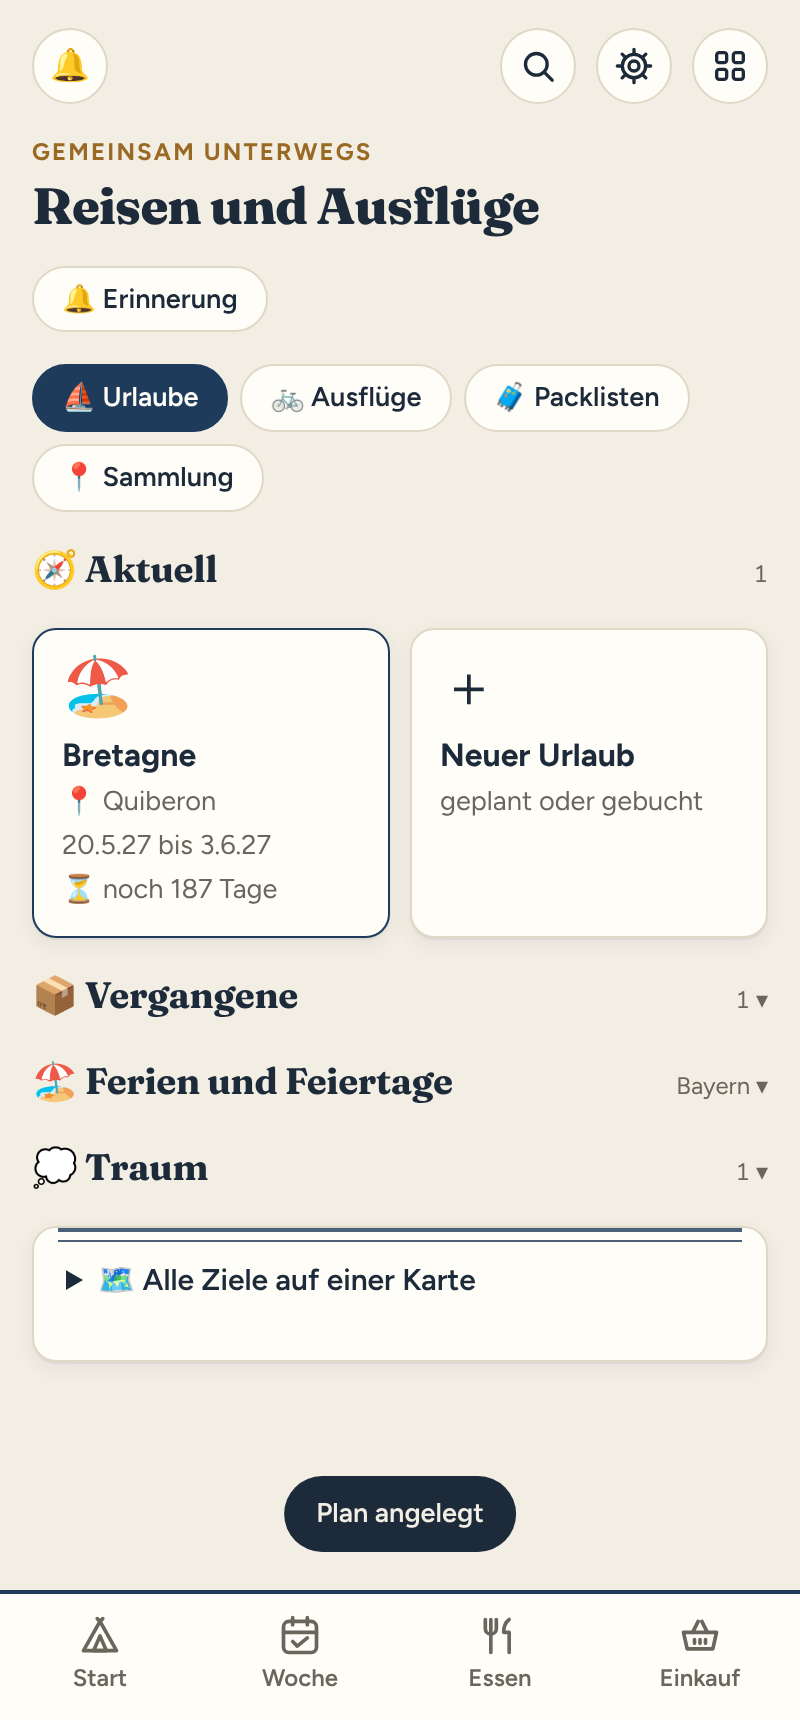 GEMEINSAM UNTERWEGS
Reisen und Ausflüge
🔔 Erinnerung
⛵ Urlaube
🚲 Ausflüge
🧳 Packlisten
📍 Sammlung
🧭 Aktuell
1
Bretagne
📍 Quiberon
20.5.27 bis 3.6.27
⏳ noch 187 Tage
Neuer Urlaub
geplant oder gebucht
📦 Vergangene
1 ▾
🏖️ Ferien und Feiertage
Bayern ▾
💭 Traum
1 ▾
▶ 🗺️ Alle Ziele auf einer Karte
Plan angelegt
Start
Woche
Essen
Einkauf